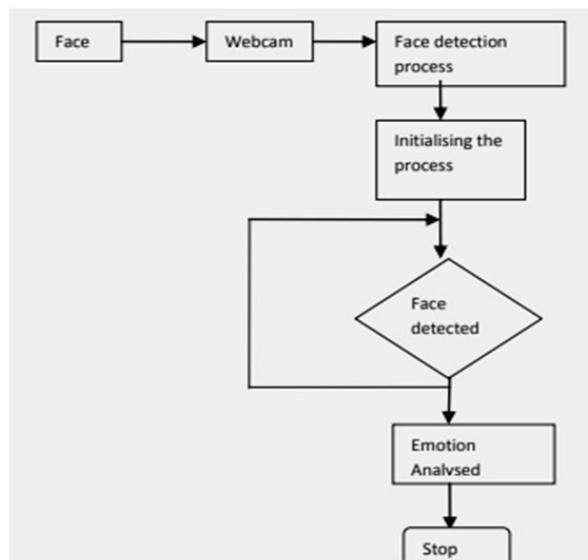 Face
Webcam
Face detection
process
Initialising the
process
Face
detected
Emotion
Analysed
Stop